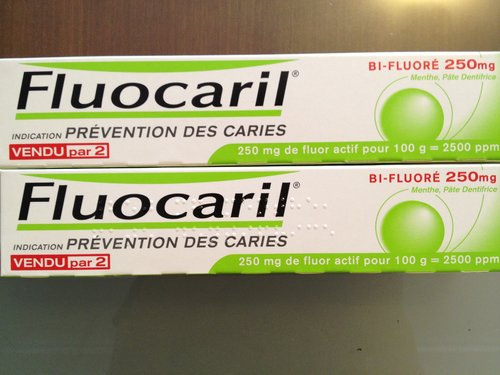 Fluocaril®
BI-FLUORÉ 250mg
Menthe, Pâte Dentifrice
INDICATION PRÉVENTION DES CARIES
VENDU par 2
250 mg de fluor actif pour 100 g = 2500 ppm
Fluocaril®
BI-FLUORÉ 250mg
Menthe, Pâte Dentifrice
INDICATION PRÉVENTION DES CARIES
VENDU par 2
250 mg de fluor actif pour 100 g = 2500 ppm